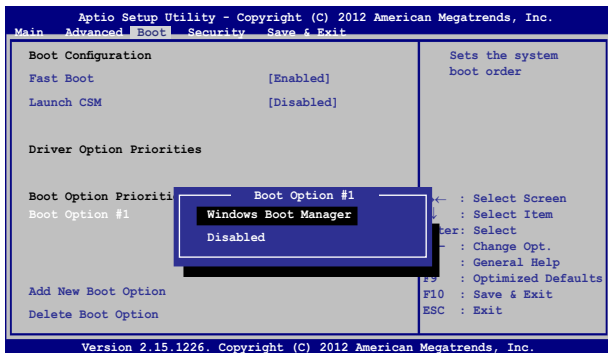 Aptio Setup Utility - Copyright (C) 2012 American Megatrends, Inc.
Main Advanced Boot Security Save & Exit
Boot Configuration
Fast Boot [Enabled]
Launch CSM [Disabled]
Driver Option Priorities
Boot Option
Boot Option #1
Add New Boot Option
Delete Boot Option
Boot Option #1
Windows Boot Manager
Disabled
Sets the system
boot order
→← : Select Screen
: Select Item
: Select
: Change Opt.
: General Help
F9 : Optimized Defaults
F10 : Save & Exit
ESC : Exit
Version 2.15.1226. Copyright (C) 2012 American Megatrends, Inc.